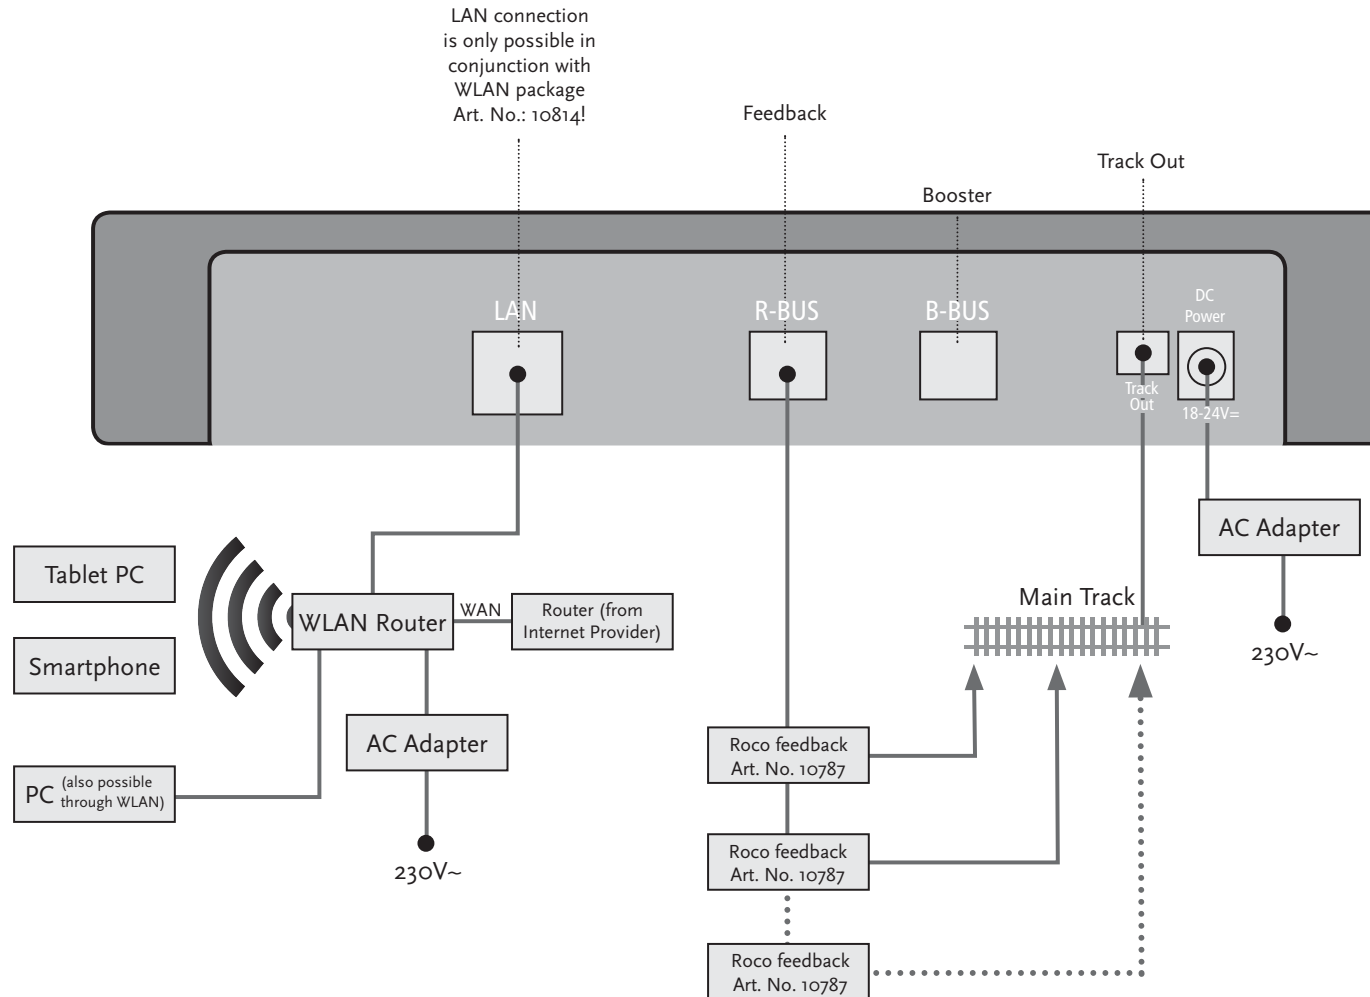 LAN connection
is only possible in
conjunction with
WLAN package
Art. No.: 10814!
Feedback
Track Out
Booster
LAN
R-BUS
B-BUS
DC
Power
Track
Out
18-24V=
AC Adapter
230V~
Tablet PC
Smartphone
WLAN Router
WAN
Router (from
Internet Provider)
Main Track
AC Adapter
PC (also possible
through WLAN)
230V~
Roco feedback
Art. No. 10787
Roco feedback
Art. No. 10787
Roco feedback
Art. No. 10787